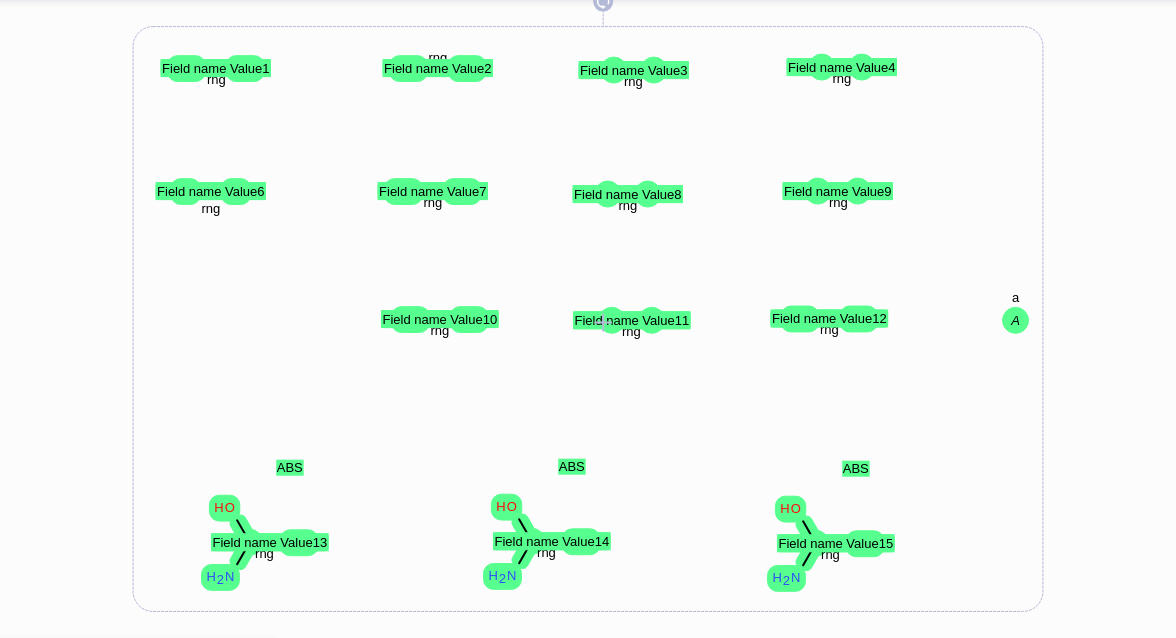 Field name Value1
rng
rng
Field name Value2
Field name Value3
rng
Field name Value4
rng
Field name Value6
rng
Field name Value7
rng
Field name Value8
rng
Field name Value9
rng
Field name Value10
rng
Field name Value11
rng
Field name Value12
rng
a
A
ABS
HO
Field name Value13
rng
H2N
ABS
HO
Field name Value14
rng
H2N
ABS
HO
Field name Value15
rng
H2N